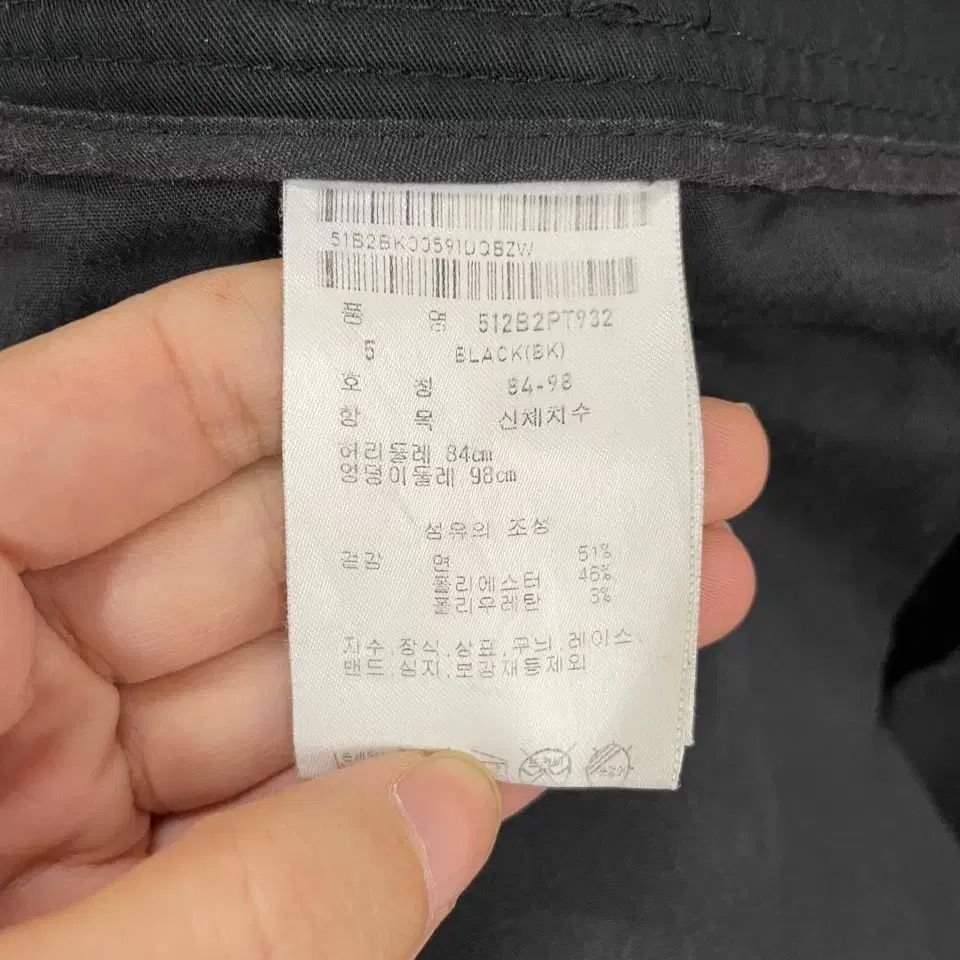 51B2BK00591DQBZW
품 명 512B2PT932
5 BLACK(BK)
호 칭 84-98
항 목 신체치수
허리둘레 84cm
엉덩이둘레 98cm
섬유의 조성
겉감 면 51%
폴리에스터 46%
폴리우레탄 3%
자수,장식,상표,무늬,레이스,
밴드,심지,보강재등제외
드라이